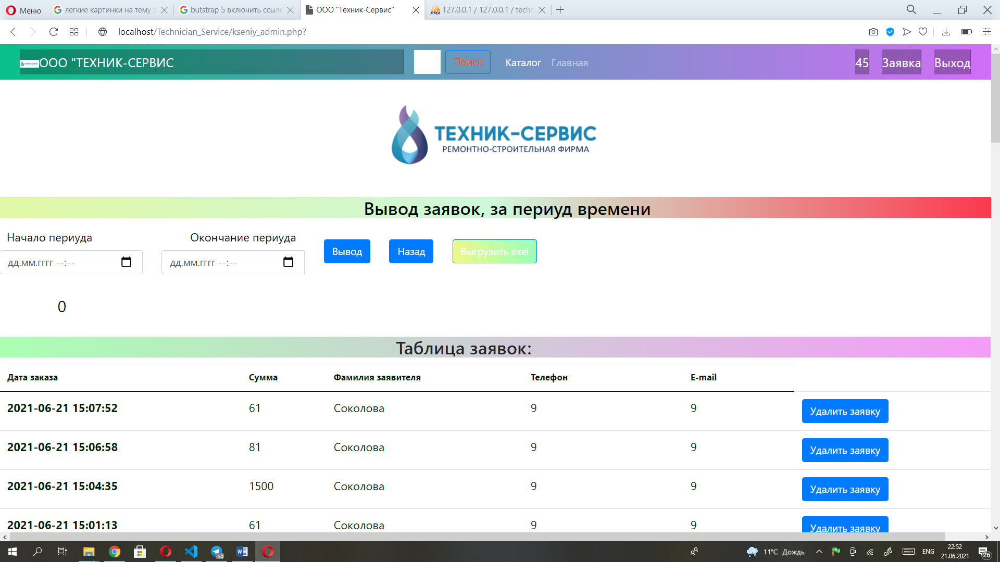 Меню
легкие картинки на тему з
butstrap 5 включить ссылк
ООО "Техник-Сервис"
127.0.0.1 / 127.0.0.1 / techn
localhost/Technician_Service/kseniy_admin.php?
ООО "ТЕХНИК-СЕРВИС
Поиск
Каталог
Главная
45
Заявка
Выход
ТЕХНИК-СЕРВИС
РЕМОНТНО-СТРОИТЕЛЬНАЯ ФИРМА
Вывод заявок, за периуд времени
Начало периуда
Окончание периуда
дд.мм.гггг --:--
дд.мм.гггг --:--
Вывод
Назад
Выгрузить exel
0
Таблица заявок:
Дата заказа Сумма Фамилия заявителя Телефон E-mail
2021-06-21 15:07:52 61 Соколова 9 9 Удалить заявку
2021-06-21 15:06:58 81 Соколова 9 9 Удалить заявку
2021-06-21 15:04:35 1500 Соколова 9 9 Удалить заявку
2021-06-21 15:01:13 61 Соколова 9 9 Удалить заявку
90
11°C Дождь
ENG
22:52
21.06.2021
26